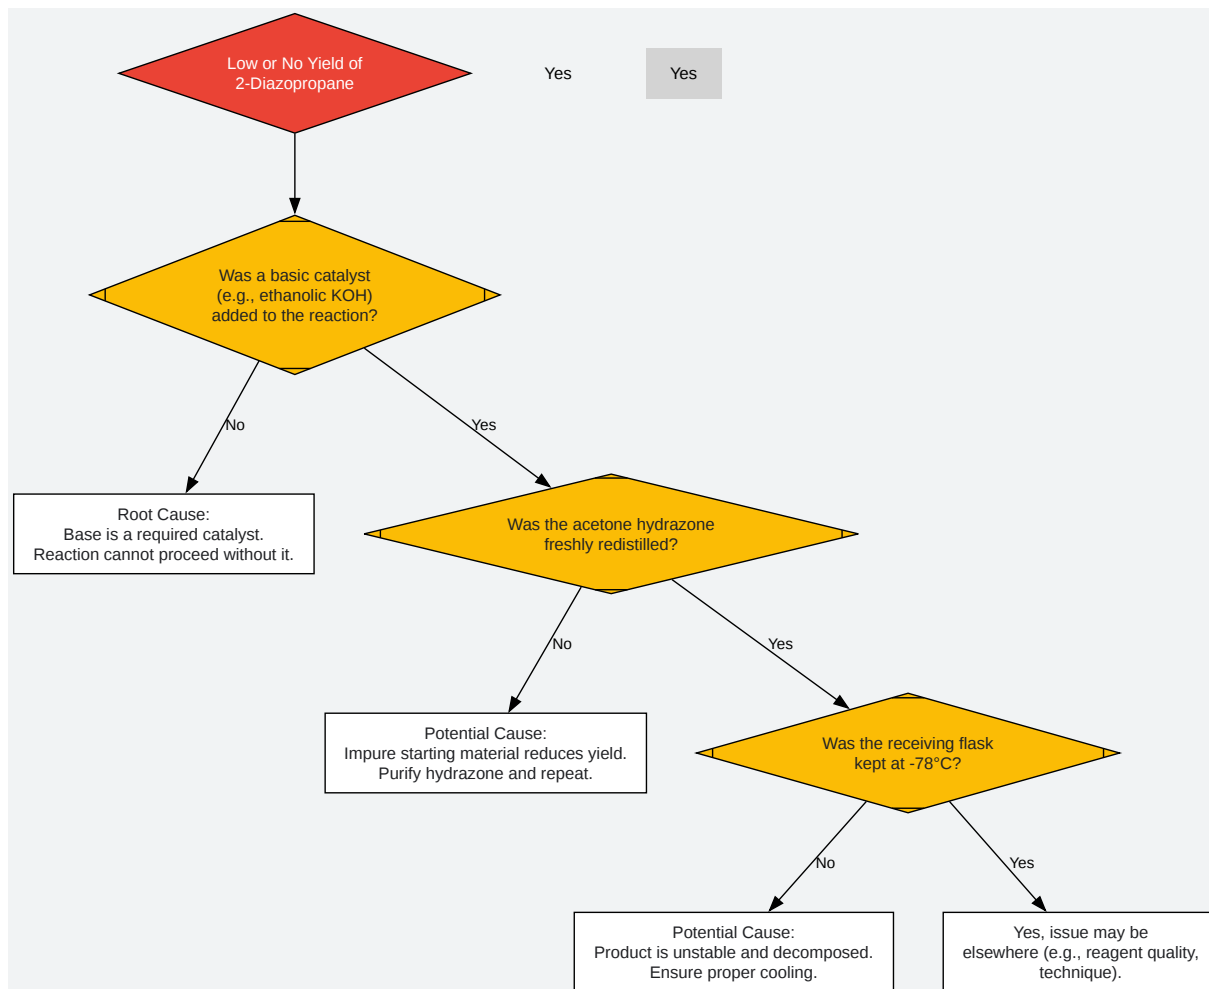 Low or No Yield of
2-Diazopropane
Yes
Yes
Was a basic catalyst
(e.g., ethanolic KOH)
added to the reaction?
No
Yes
Root Cause:
Base is a required catalyst.
Reaction cannot proceed without it.
Was the acetone hydrazone
freshly redistilled?
No
Yes
Potential Cause:
Impure starting material reduces yield.
Purify hydrazone and repeat.
Was the receiving flask
kept at -78°C?
No
Yes
Potential Cause:
Product is unstable and decomposed.
Ensure proper cooling.
Yes, issue may be
elsewhere (e.g., reagent quality,
technique).